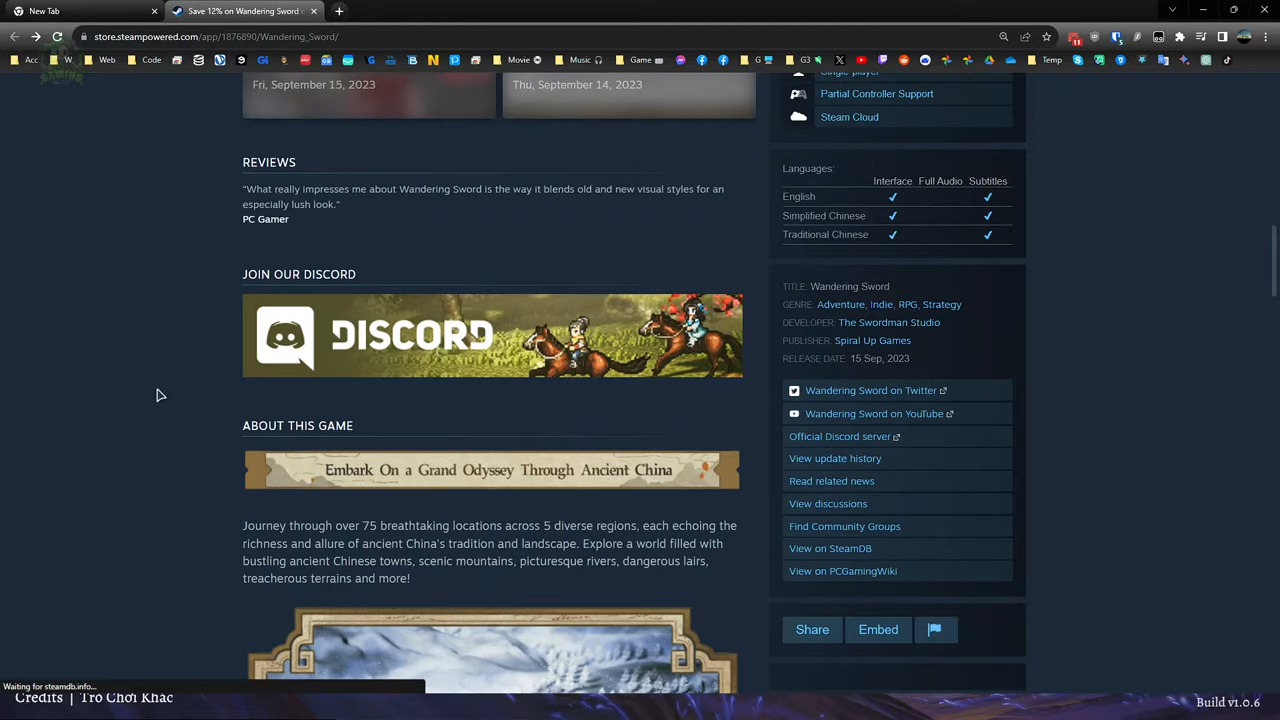 New Tab
Save 12% on Wandering Sword
store.steampowered.com/app/1876890/Wandering_Sword/
Acc
Web
Movie
Music
Game
G3
Temp
11
5
Fri, September 15, 2023
Thu, September 14, 2023
Single-player
Partial Controller Support
Steam Cloud
REVIEWS
“What really impresses me about Wandering Sword is the way it blends old and new visual styles for an
especially lush look.”
PC Gamer
Languages:
Interface Full Audio Subtitles
English ✔ ✔
Simplified Chinese ✔ ✔
Traditional Chinese ✔ ✔
JOIN OUR DISCORD
DISCORD
TITLE: Wandering Sword
GENRE: Adventure, Indie, RPG, Strategy
DEVELOPER: The Swordman Studio
PUBLISHER: Spiral Up Games
RELEASE DATE: 15 Sep, 2023
Wandering Sword on Twitter
Wandering Sword on YouTube
Official Discord server
View update history
Read related news
View discussions
Find Community Groups
View on SteamDB
View on PCGamingWiki
ABOUT THIS GAME
Embark On a Grand Odyssey Through Ancient China
Journey through over 75 breathtaking locations across 5 diverse regions, each echoing the
richness and allure of ancient China's tradition and landscape. Explore a world filled with
bustling ancient Chinese towns, scenic mountains, picturesque rivers, dangerous lairs,
treacherous terrains and more!
Share
Embed
Waiting for steamdb.info...
Credits | Trò Chơi Khác
Build v1.0.6